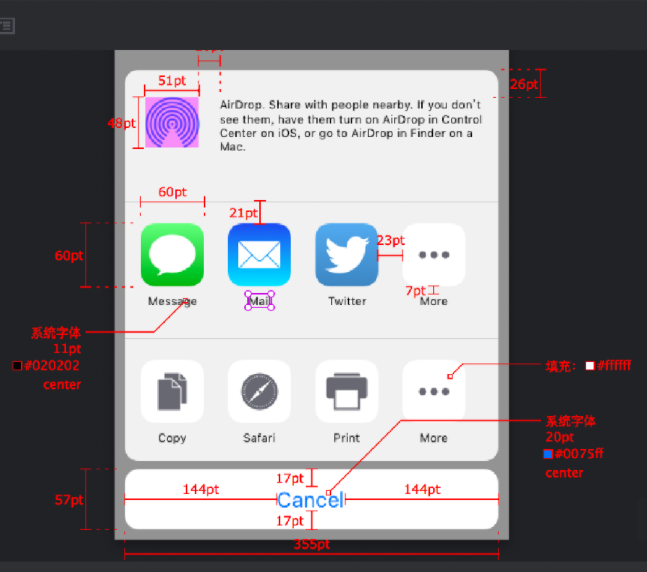 51pt
26pt
48pt
AirDrop. Share with people nearby. If you don't
see them, have them turn on AirDrop in Control
Center on iOS, or go to AirDrop in Finder on a
Mac.
60pt
21pt
60pt
23pt
7pt
Message
Mail
Twitter
More
系统字体
11pt
#020202
center
填充：
#ffffff
Copy
Safari
Print
More
系统字体
20pt
#0075ff
center
57pt
144pt
17pt
Cancel
144pt
17pt
355pt